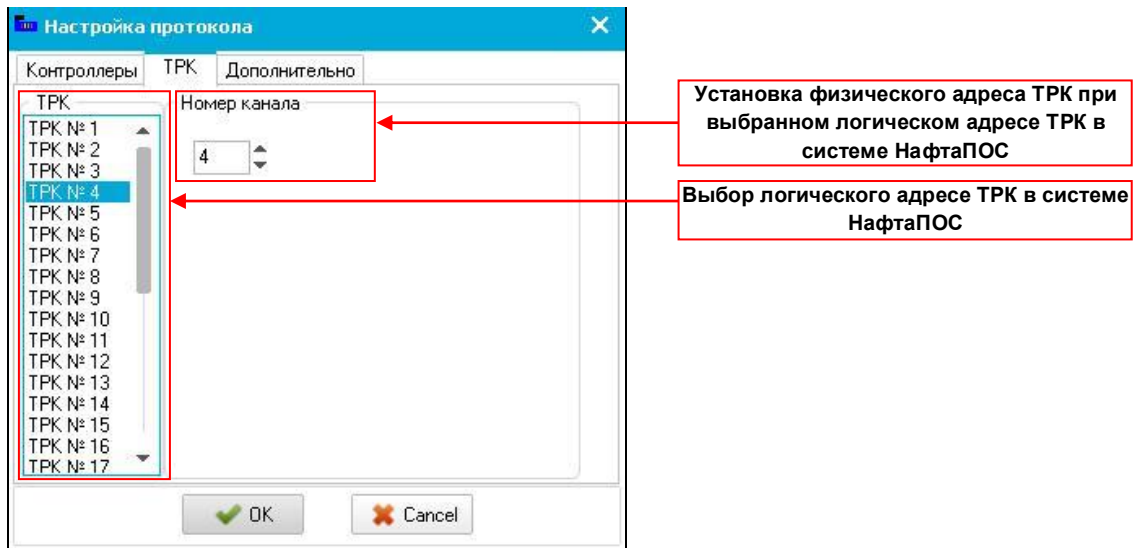 Настройка протокола
Контроллеры ТРК Дополнительно
ТРК
ТРК № 1
ТРК № 2
ТРК № 3
ТРК № 4
ТРК № 5
ТРК № 6
ТРК № 7
ТРК № 8
ТРК № 9
ТРК № 10
ТРК № 11
ТРК № 12
ТРК № 13
ТРК № 14
ТРК № 15
ТРК № 16
ТРК № 17
Номер канала
4
OK Cancel
Установка физического адреса ТРК при
выбранном логическом адресе ТРК в
системе НафтаПОС
Выбор логического адресе ТРК в системе
НафтаПОС